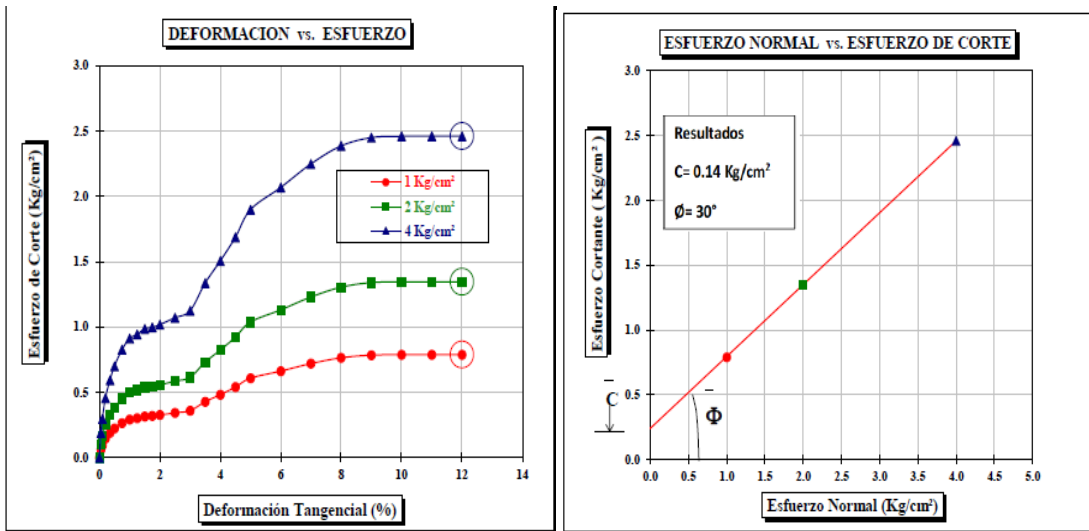 DEFORMACION vs. ESFUERZO
3.0
2.5
2.0
1.5
1.0
0.5
0.0
Esfuerzo de Corte (Kg/cm²)
1 Kg/cm²
2 Kg/cm²
4 Kg/cm²
0 2 4 6 8 10 12 14
Deformación Tangencial (%)
ESFUERZO NORMAL vs. ESFUERZO DE CORTE
3.0
2.5
2.0
1.5
1.0
0.5
0.0
Esfuerzo Cortante ( Kg/cm² )
Resultados
C= 0.14 Kg/cm²
Ø= 30°
C
Φ
0.0 0.5 1.0 1.5 2.0 2.5 3.0 3.5 4.0 4.5 5.0
Esfuerzo Normal (Kg/cm²)